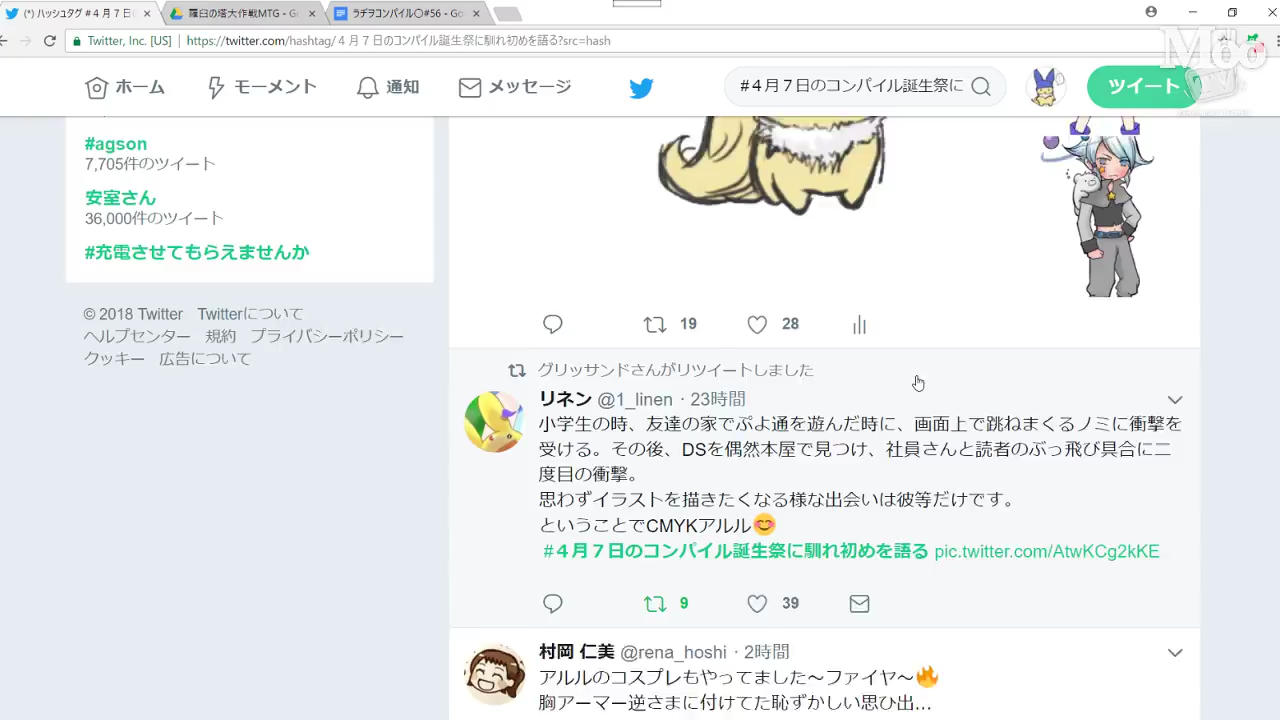 (*) ハッシュタグ#４月７日
羅臼の塔大作戦MTG - Go
ラヂヲコンパイル〇#56 - Go
Twitter, Inc. [US]
https://twitter.com/hashtag/４月７日のコンパイル誕生祭に馴れ初めを語る?src=hash
MooTV
ホーム
モーメント
通知
メッセージ
#４月７日のコンパイル誕生祭に
ツイート
#agson
7,705件のツイート
安室さん
36,000件のツイート
#充電させてもらえませんか
© 2018 Twitter Twitterについて
ヘルプセンター 規約 プライバシーポリシー
クッキー 広告について
19
28
グリッサンドさんがリツイートしました
リネン @1_linen · 23時間
小学生の時、友達の家でぷよ通を遊んだ時に、画面上で跳ねまくるノミに衝撃を
受ける。その後、DSを偶然本屋で見つけ、社員さんと読者のぶっ飛び具合に二
度目の衝撃。
思わずイラストを描きたくなる様な出会いは彼等だけです。
ということでCMYKアルル😊
#４月７日のコンパイル誕生祭に馴れ初めを語る pic.twitter.com/AtwKCg2kKE
9
39
村岡 仁美 @rena_hoshi · 2時間
アルルのコスプレもやってました〜ファイヤ〜🔥
胸アーマー逆さまに付けてた恥ずかしい思ひ出...